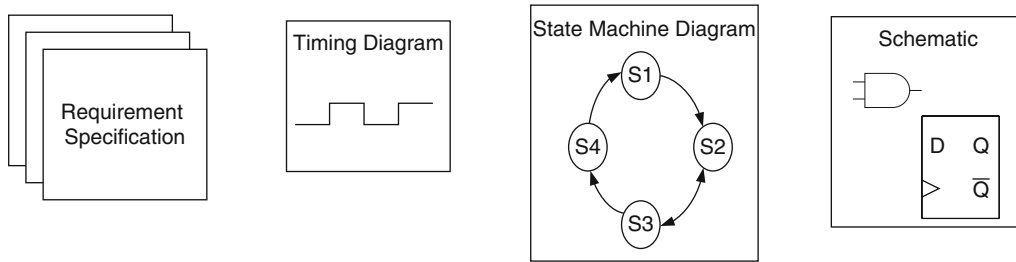 Requirement
Specification
Timing Diagram
State Machine Diagram
S1
S4
S2
S3
Schematic
D Q
Q̅